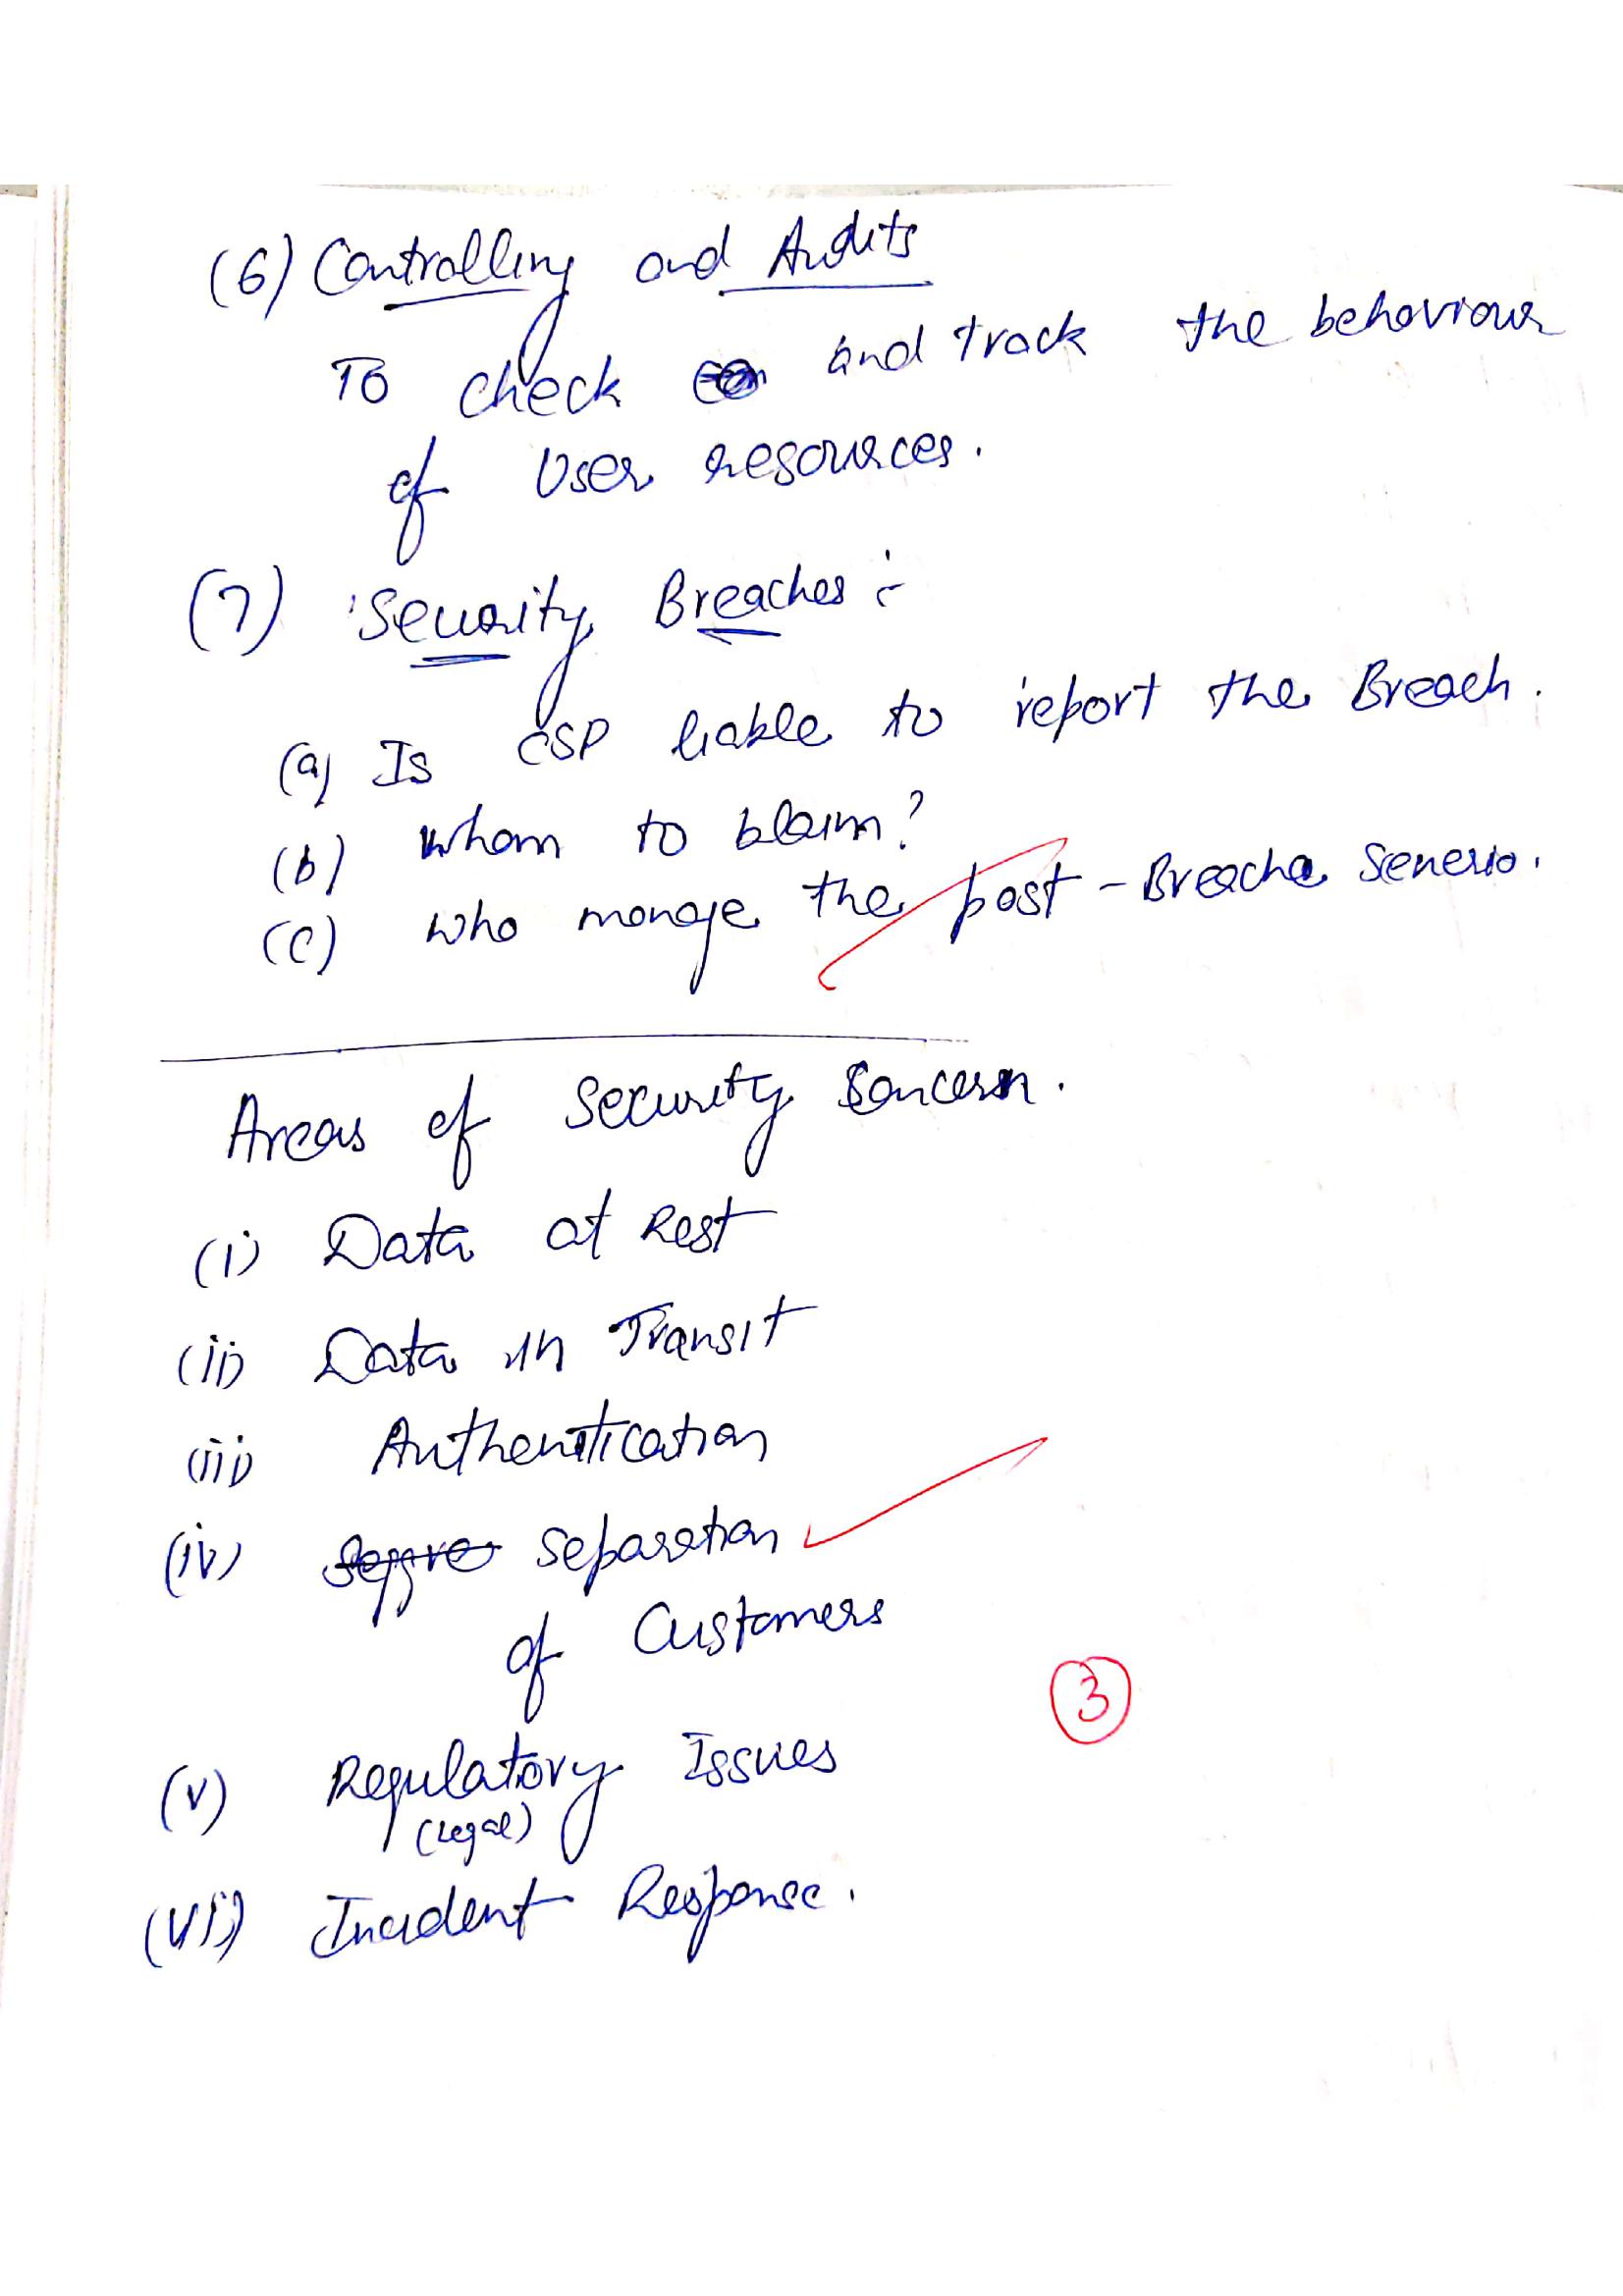 (6) Controlling and Audits
To check and track the behaviour
of User resources.
(7) Security Breaches :-
(a) Is CSP liable to report the Breach.
(b) whom to blaim?
(c) who manage the post - Breache Senerio.
Areas of Security Concern.
(i) Data at Rest
(ii) Data in Transit
(iii) Authentication
(iv) Separation
of Customers
3
(v) Regulatory Issues
(Legal)
(vi) Incident Response.